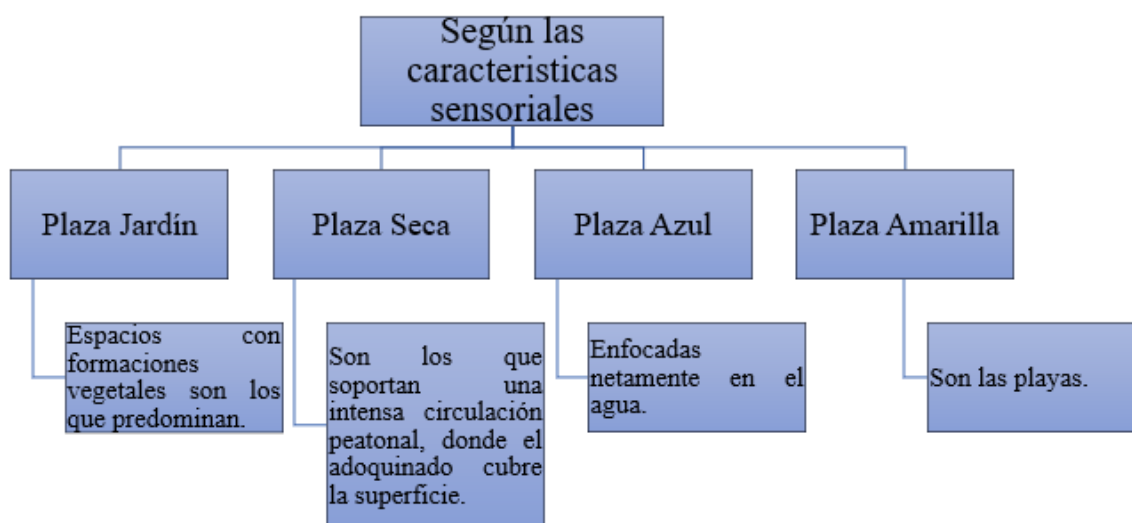 Según las
caracteristicas
sensoriales
Plaza Jardín
Plaza Seca
Plaza Azul
Plaza Amarilla
Espacios con
formaciones
vegetales son los
que predominan.
Son los que
soportan una
intensa circulación
peatonal, donde el
adoquinado cubre
la superficie.
Enfocadas
netamente en el
agua.
Son las playas.